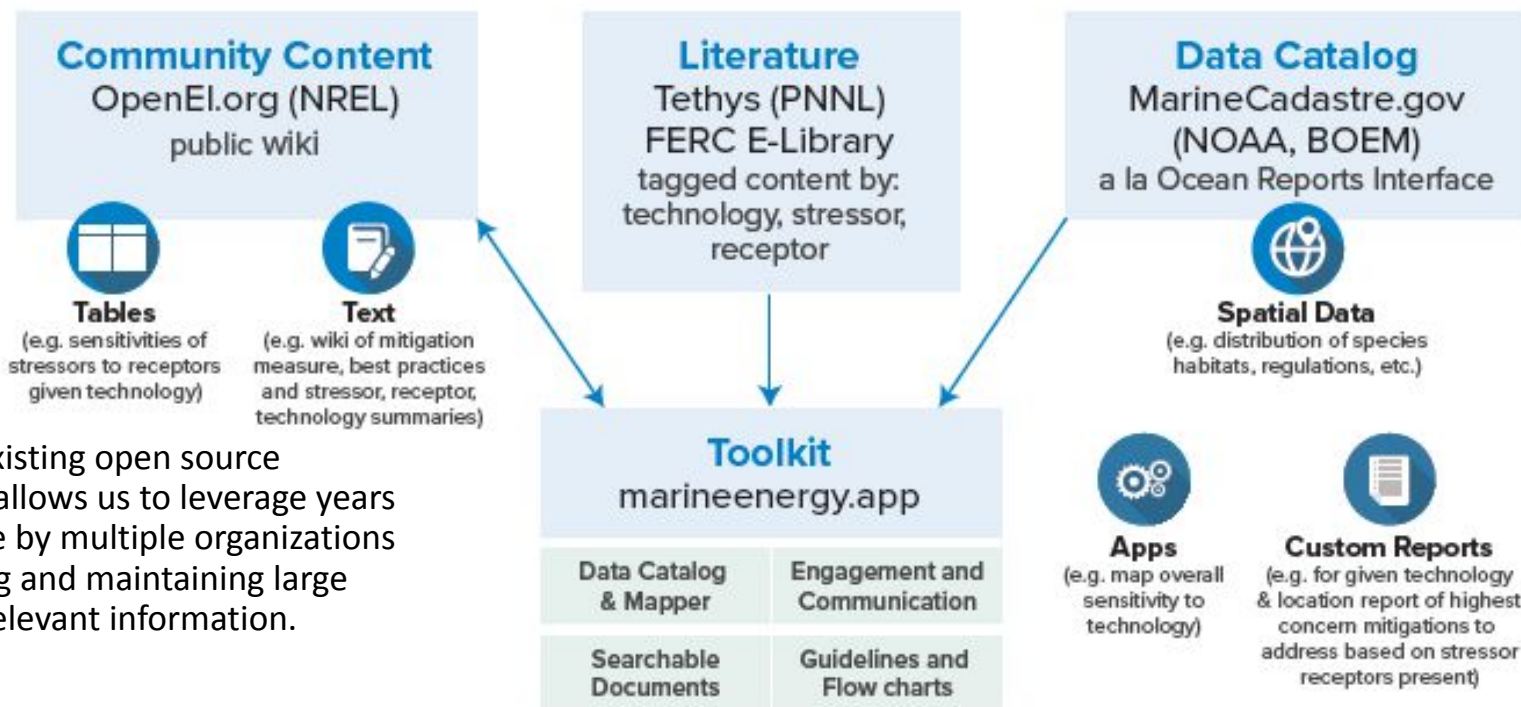 Community Content
OpenEI.org (NREL)
public wiki
Tables
(e.g. sensitivities of
stressors to receptors
given technology)
Text
(e.g. wiki of mitigation
measure, best practices
and stressor, receptor,
technology summaries)
Literature
Tethys (PNNL)
FERC E-Library
tagged content by:
technology, stressor,
receptor
Data Catalog
MarineCadastre.gov
(NOAA, BOEM)
a la Ocean Reports Interface
Spatial Data
(e.g. distribution of species
habitats, regulations, etc.)
open source
allows us to leverage years
by multiple organizations
and maintaining large
information.
Toolkit
marineenergy.app
Data Catalog
& Mapper
Engagement and
Communication
Searchable
Documents
Guidelines and
Flow charts
Apps
(e.g. map overall
sensitivity to
technology)
Custom Reports
(e.g. for given technology
& location report of highest
concern mitigations to
address based on stressor
receptors present)